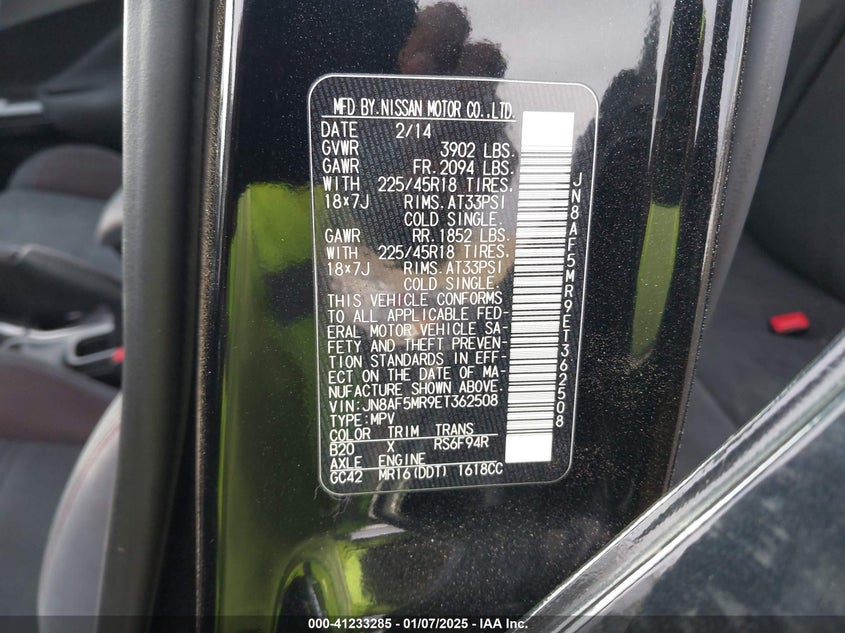 MFD BY.NISSAN MOTOR CO.,LTD.
DATE 2/14
GVWR 3902 LBS.
GAWR FR.2094 LBS.
WITH 225/45R18 TIRES,
18×7J RIMS.AT33PSI
COLD SINGLE.
GAWR RR.1852 LBS.
WITH 225/45R18 TIRES,
18×7J RIMS.AT33PSI
COLD SINGLE.
THIS VEHICLE CONFORMS
TO ALL APPLICABLE FED-
ERAL MOTOR VEHICLE SA-
FETY AND THEFT PREVEN-
TION STANDARDS IN EFF-
ECT ON THE DATE OF MA-
NUFACTURE SHOWN ABOVE.
VIN:JN8AF5MR9ET362508
TYPE:MPV
COLOR TRIM TRANS
B20 X RS6F94R
AXLE ENGINE
GC42 MR16(DDT) 1618CC
JN8AF5MR9ET362508
000-41233285 - 01/07/2025 - IAA Inc.